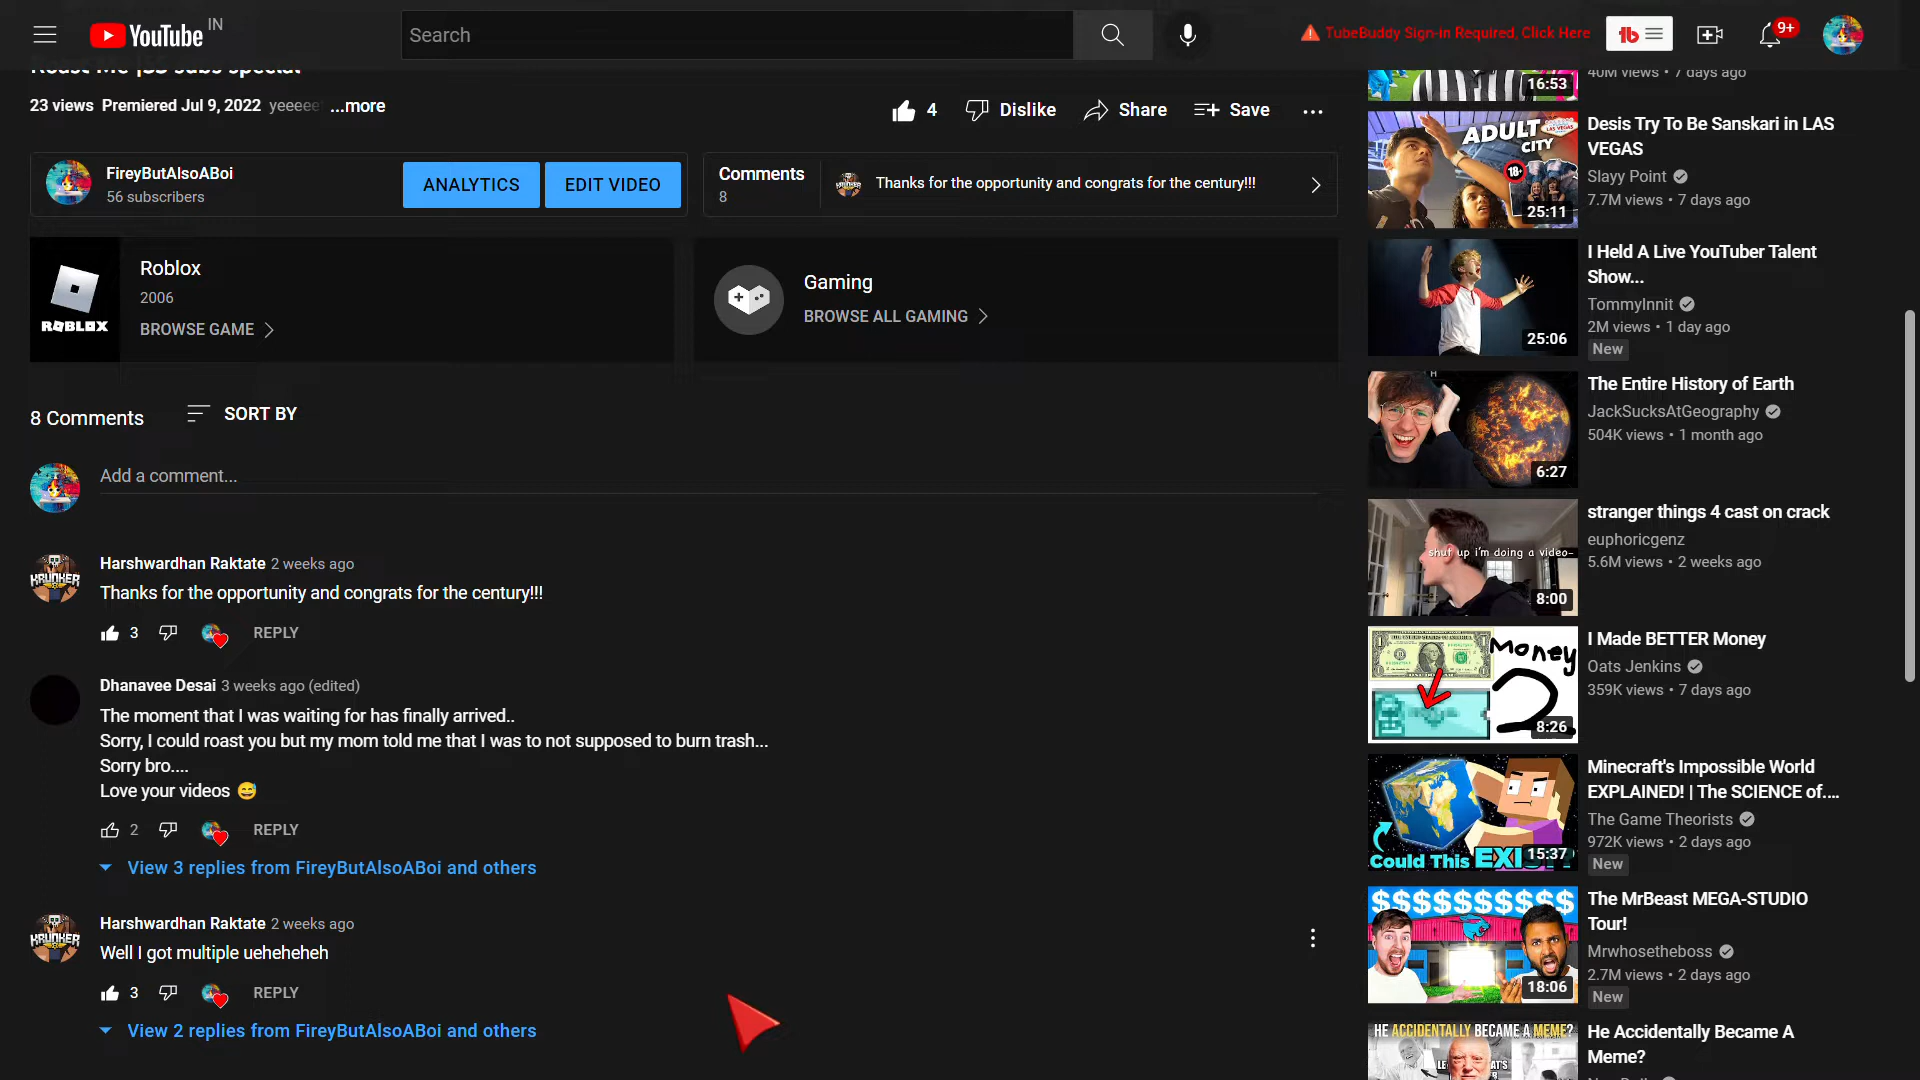 YouTube IN
Search
TubeBuddy Sign-in Required, Click Here
9+
23 views Premiered Jul 9, 2022 yeeeee ...more
4
Dislike
Share
Save
FireyButAlsoABoi
56 subscribers
ANALYTICS
EDIT VIDEO
Comments
8
Thanks for the opportunity and congrats for the century!!!
ROBLOX
Roblox
2006
BROWSE GAME
Gaming
BROWSE ALL GAMING
8 Comments
SORT BY
Add a comment...
KRUNKER
Harshwardhan Raktate 2 weeks ago
Thanks for the opportunity and congrats for the century!!!
3
REPLY
Dhanavee Desai 3 weeks ago (edited)
The moment that I was waiting for has finally arrived..
Sorry, I could roast you but my mom told me that I was to not supposed to burn trash...
Sorry bro....
Love your videos 😅
2
REPLY
View 3 replies from FireyButAlsoABoi and others
KRUNKER
Harshwardhan Raktate 2 weeks ago
Well I got multiple ueheheheh
3
REPLY
View 2 replies from FireyButAlsoABoi and others
16:53
40M views • 7 days ago
ADULT
CITY
18+
25:11
Desis Try To Be Sanskari in LAS
VEGAS
Slayy Point
7.7M views • 7 days ago
25:06
I Held A Live YouTuber Talent
Show...
TommyInnit
2M views • 1 day ago
New
6:27
The Entire History of Earth
JackSucksAtGeography
504K views • 1 month ago
shut up i'm doing a video-
8:00
stranger things 4 cast on crack
euphoricgenz
5.6M views • 2 weeks ago
Money
2
8:26
I Made BETTER Money
Oats Jenkins
359K views • 7 days ago
Could This
15:37
Minecraft's Impossible World
EXPLAINED! | The SCIENCE of....
The Game Theorists
972K views • 2 days ago
New
$$$$$$$$$$
18:06
The MrBeast MEGA-STUDIO
Tour!
Mrwhosetheboss
2.7M views • 2 days ago
New
HE ACCIDENTALLY BECAME A MEME?
He Accidentally Became A
Meme?